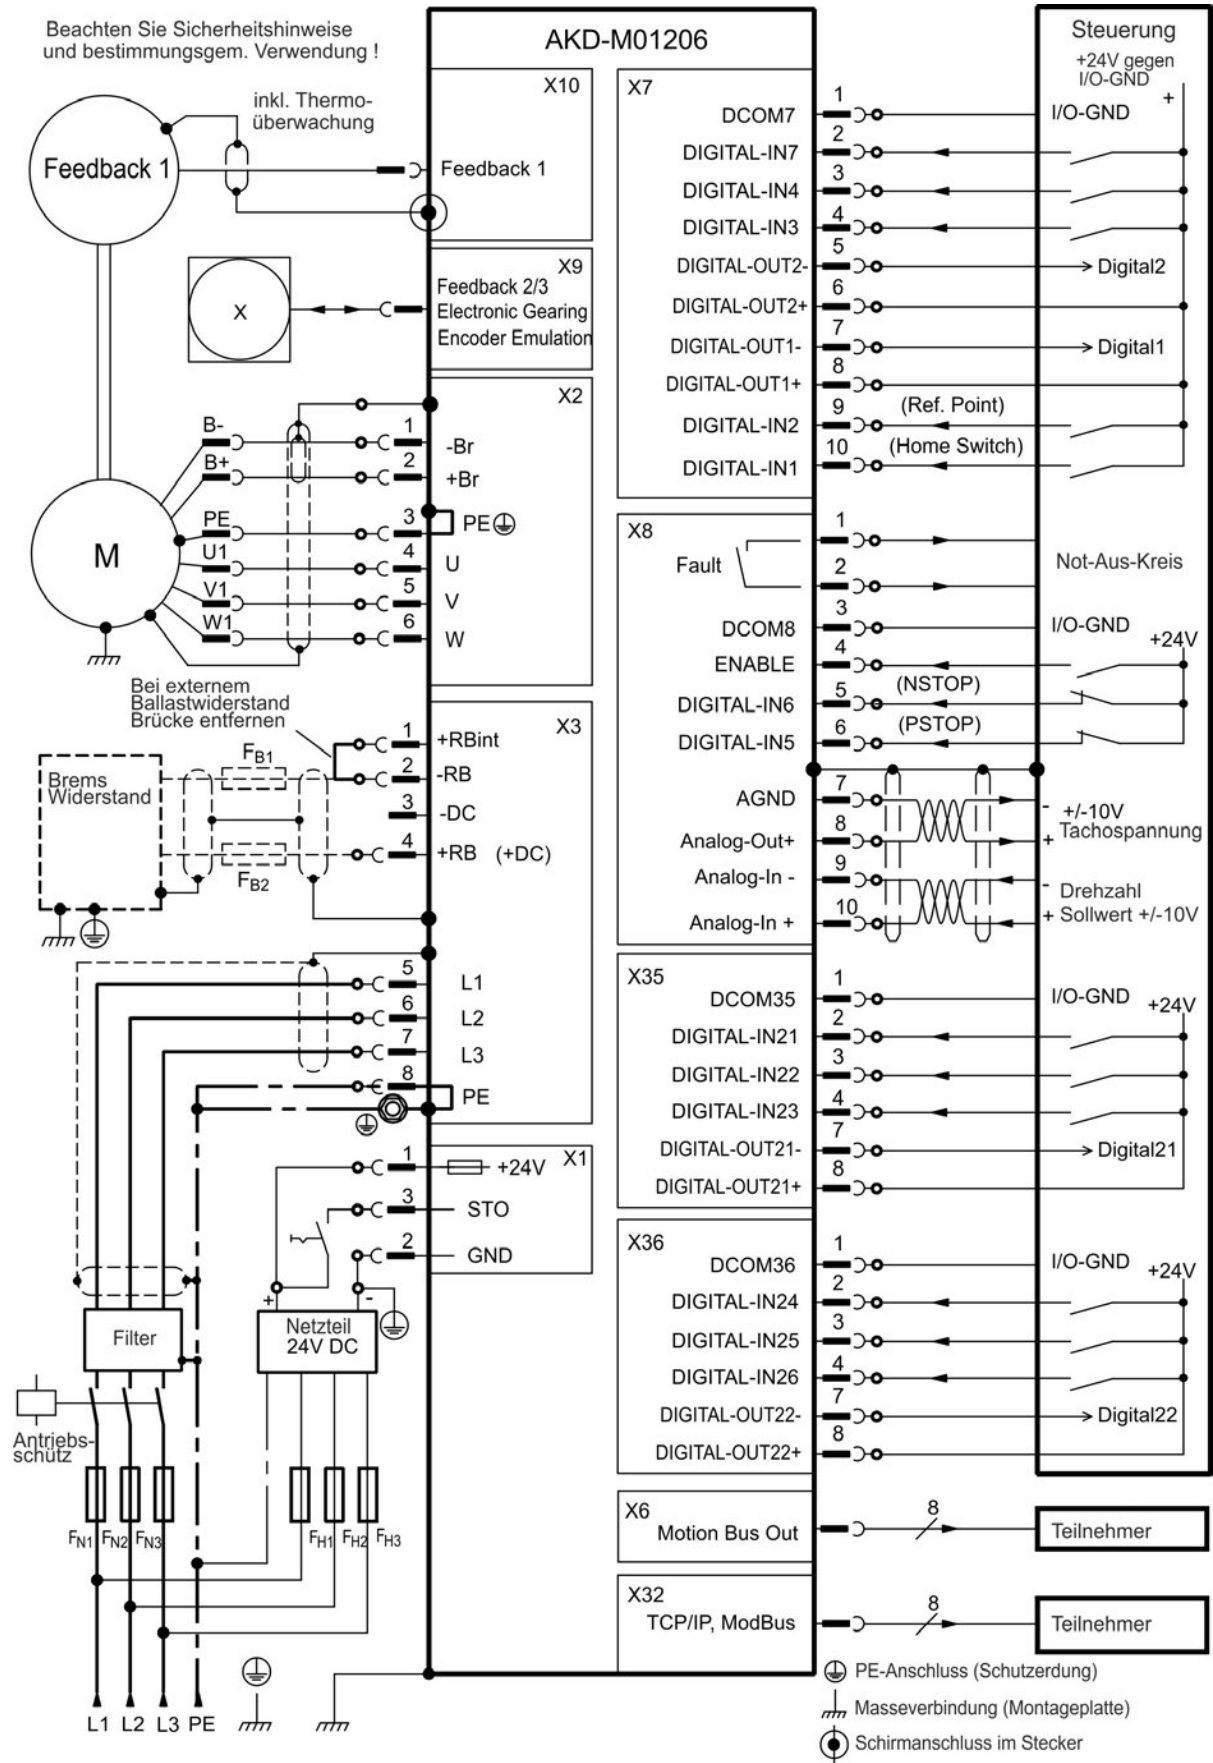 Beachten Sie Sicherheitshinweise
und bestimmungsgem. Verwendung !
AKD-M01206
inkl. Thermo-
überwachung
Feedback 1
X10
Feedback 1
X
X9
Feedback 2/3
Electronic Gearing
Encoder Emulation
X2
B-
1
-Br
B+
2
+Br
PE
3
PE
M
U1
4
U
V1
5
V
W1
6
W
Bei externem
Ballastwiderstand
Brücke entfernen
X3
Brems
Widerstand
FB1
FB2
1
+RBint
2
-RB
3
-DC
4
+RB (+DC)
5
L1
6
L2
7
L3
8
PE
X1
1
+24V
3
STO
2
GND
+
-
Netzteil
24V DC
Filter
Antriebs-
schütz
FN1
FN2
FN3
FH1
FH2
FH3
L1 L2 L3 PE
X7
DCOM7
1
DIGITAL-IN7
2
DIGITAL-IN4
3
DIGITAL-IN3
4
DIGITAL-OUT2-
5
Digital2
DIGITAL-OUT2+
6
DIGITAL-OUT1-
7
Digital1
DIGITAL-OUT1+
8
DIGITAL-IN2
9
(Ref. Point)
DIGITAL-IN1
10
(Home Switch)
Steuerung
+24V gegen
I/O-GND
+
I/O-GND
X8
Fault
1
2
Not-Aus-Kreis
DCOM8
3
I/O-GND
+24V
ENABLE
4
DIGITAL-IN6
5
(NSTOP)
DIGITAL-IN5
6
(PSTOP)
AGND
7
-
+/-10V
Tachospannung
Analog-Out+
8
+
Analog-In -
9
-
Drehzahl
Sollwert +/-10V
Analog-In +
10
+
X35
DCOM35
1
I/O-GND
+24V
DIGITAL-IN21
2
DIGITAL-IN22
3
DIGITAL-IN23
4
DIGITAL-OUT21-
7
Digital21
DIGITAL-OUT21+
8
X36
DCOM36
1
I/O-GND
+24V
DIGITAL-IN24
2
DIGITAL-IN25
3
DIGITAL-IN26
4
DIGITAL-OUT22-
7
Digital22
DIGITAL-OUT22+
8
X6
Motion Bus Out
8
Teilnehmer
X32
TCP/IP, ModBus
8
Teilnehmer
PE-Anschluss (Schutzerdung)
Masseverbindung (Montageplatte)
Schirmanschluss im Stecker